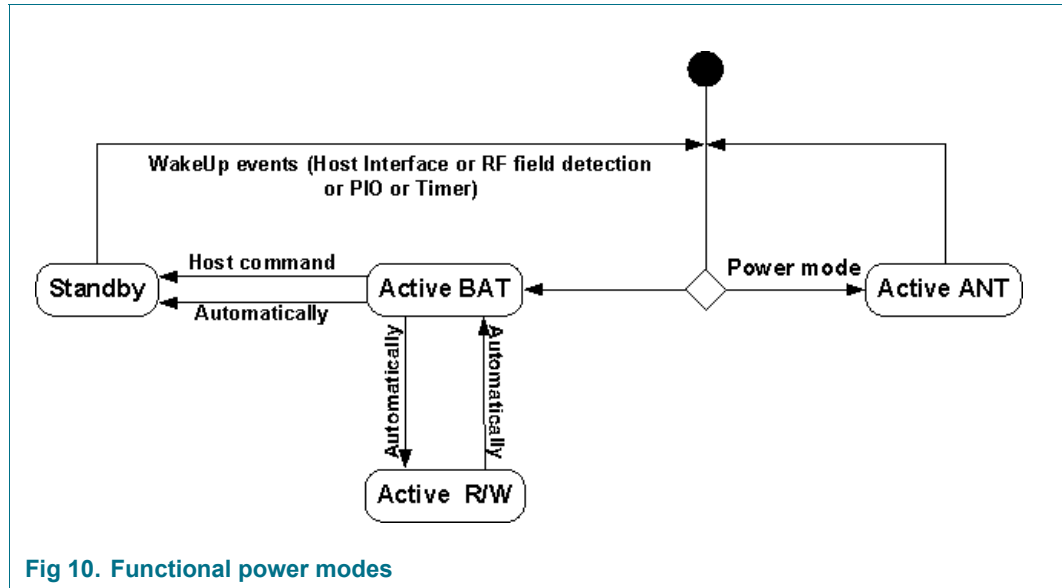 WakeUp events (Host Interface or RF field detection
or PIO or Timer)
Host command
Power mode
Standby
Active BAT
Active ANT
Automatically
Automatically
Automatically
Active R/W
Fig 10. Functional power modes